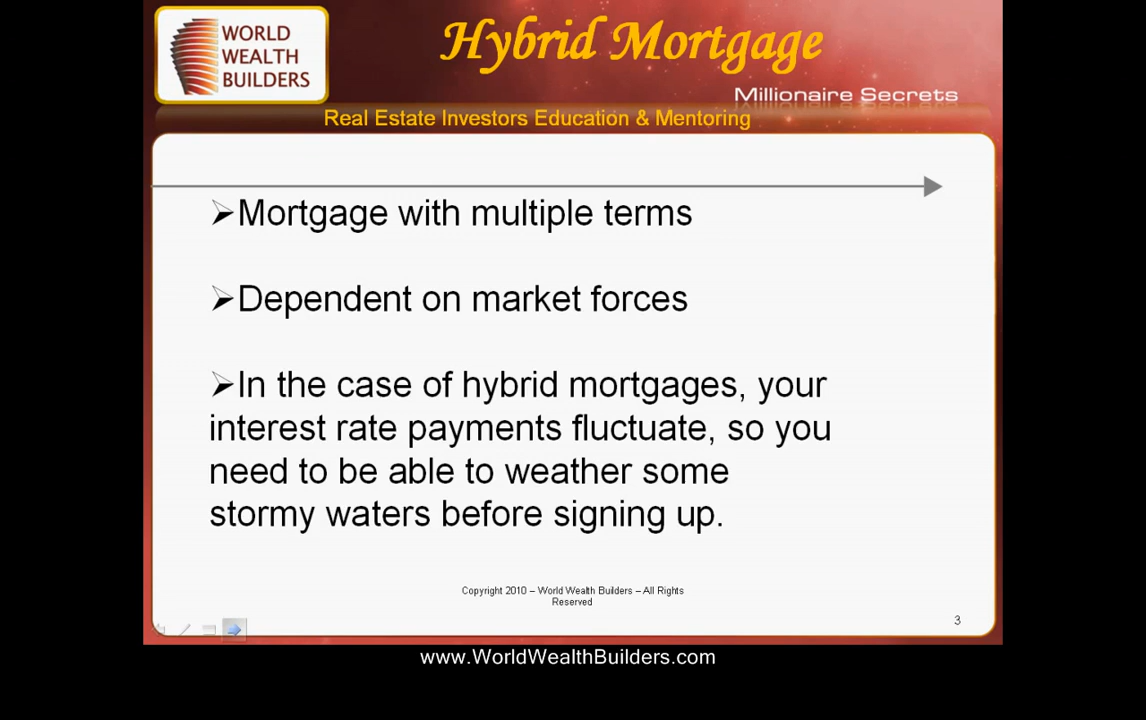 WORLD
WEALTH
BUILDERS
Hybrid Mortgage
Millionaire Secrets
Real Estate Investors Education & Mentoring
➢Mortgage with multiple terms
➢Dependent on market forces
➢In the case of hybrid mortgages, your
interest rate payments fluctuate, so you
need to be able to weather some
stormy waters before signing up.
Copyright 2010 – World Wealth Builders – All Rights
Reserved
3
www.WorldWealthBuilders.com